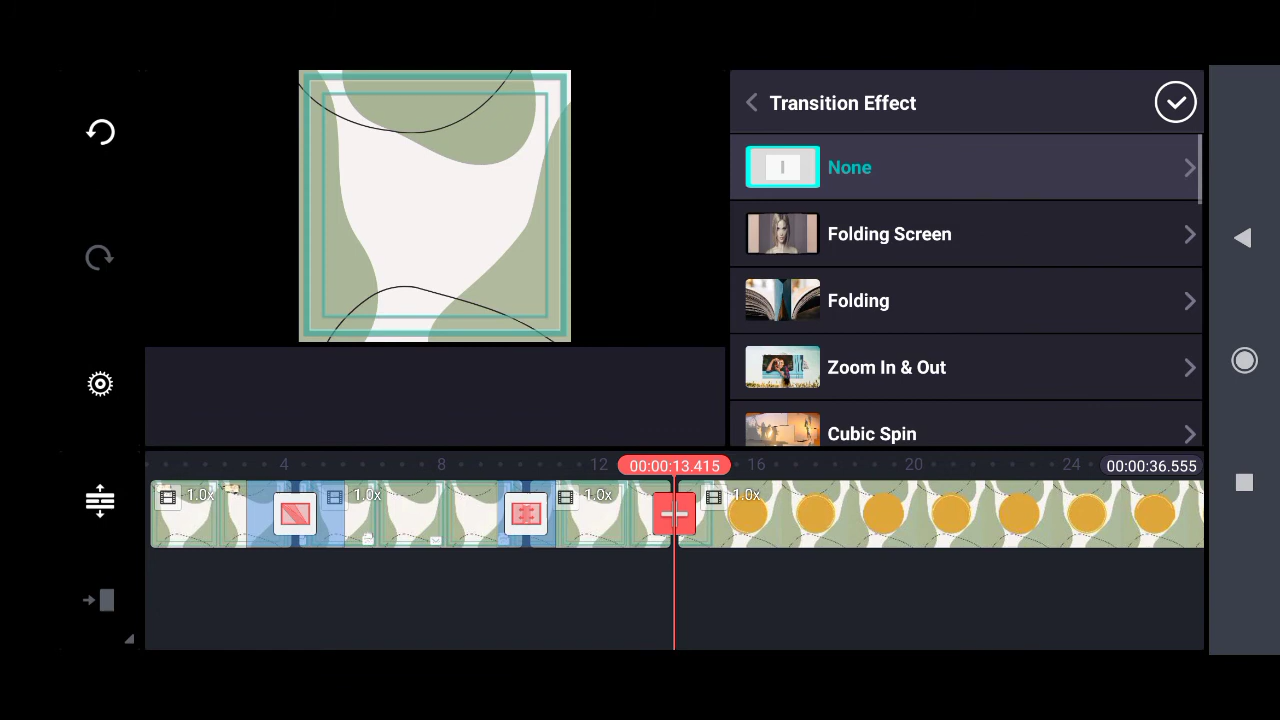 Transition Effect
None
Folding Screen
Folding
Zoom In & Out
Cubic Spin
4 8 12 00:00:13.415 16 20 24 00:00:36.555
1.0x 1.0x 1.0x 1.0x